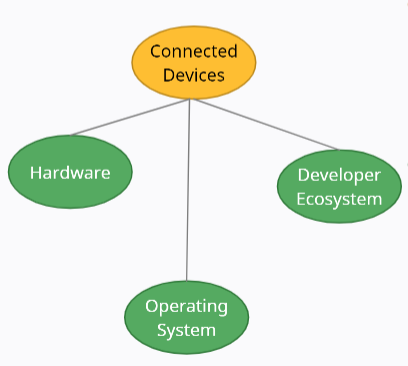 Connected
Devices
Hardware
Developer
Ecosystem
Operating
System